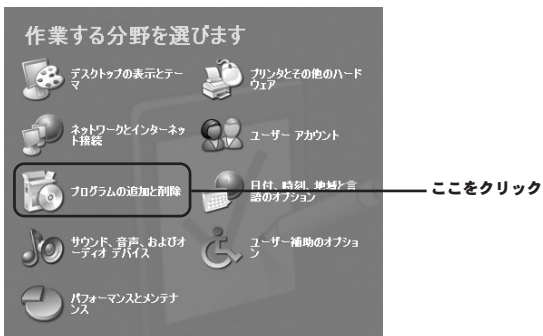 作業する分野を選びます
デスクトップの表示とテー
マ
プリンタとその他のハード
ウェア
ネットワークとインターネッ
ト接続
ユーザー アカウント
プログラムの追加と削除
日付、時刻、地域と言
語のオプション
ここをクリック
サウンド、音声、およびオ
ーディオ デバイス
ユーザー補助のオプショ
ン
パフォーマンスとメンテナ
ンス